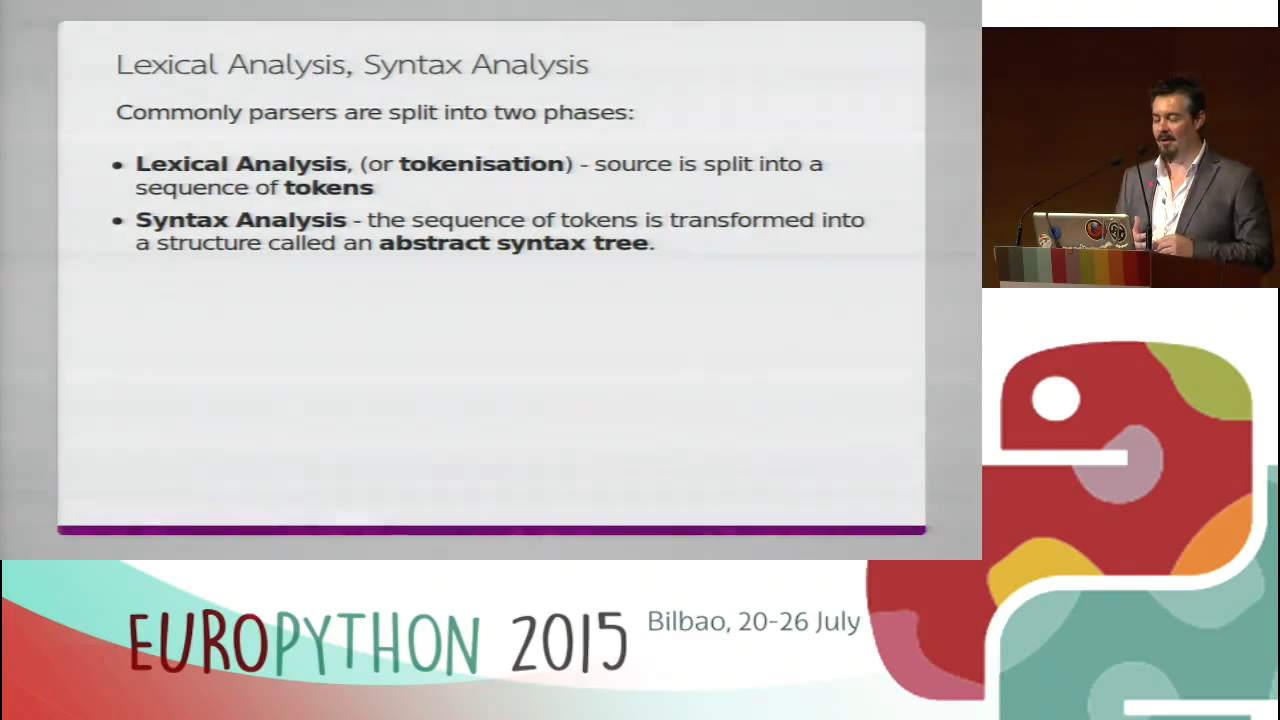 Lexical Analysis, Syntax Analysis
Commonly parsers are split into two phases:
• Lexical Analysis, (or tokenisation) - source is split into a
sequence of tokens
• Syntax Analysis - the sequence of tokens is transformed into
a structure called an abstract syntax tree.
EUROPYTHON 2015
Bilbao, 20-26 July